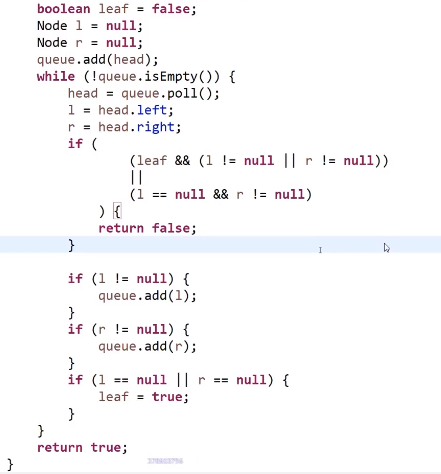 boolean leaf = false;
Node l = null;
Node r = null;
queue.add(head);
while (!queue.isEmpty()) {
head = queue.poll();
l = head.left;
r = head.right;
if (
(leaf && (l != null || r != null))
||
(l == null && r != null)
) {
return false;
}
if (l != null) {
queue.add(l);
}
if (r != null) {
queue.add(r);
}
if (l == null || r == null) {
leaf = true;
}
}
return true;
}